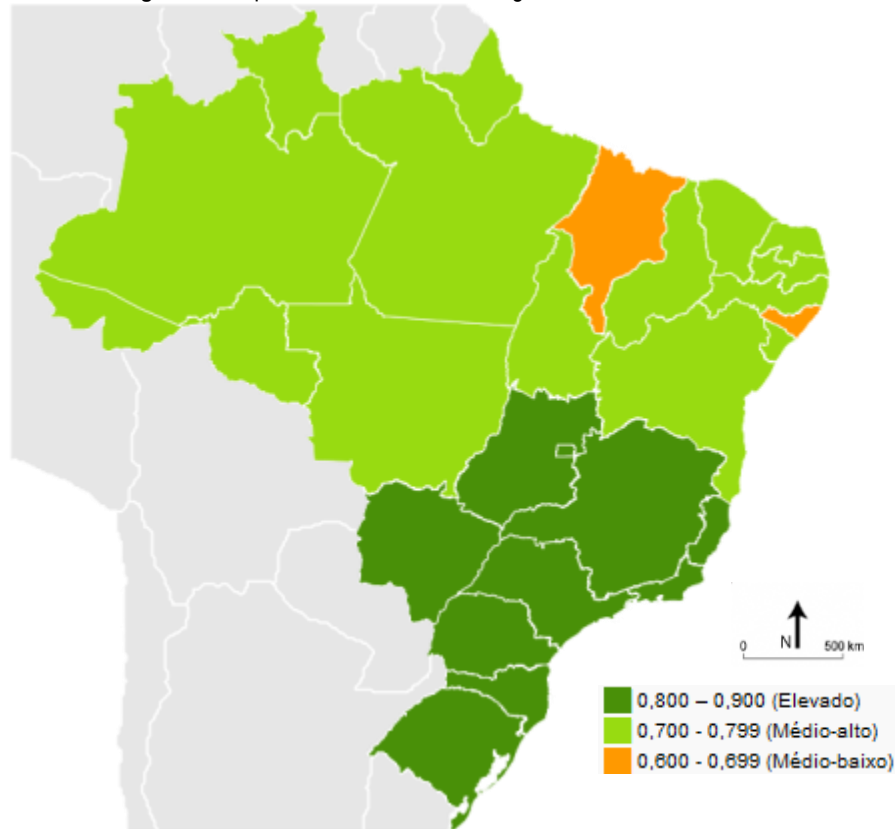 N
0 500 km
0,800 – 0,900 (Elevado)
0,700 - 0,799 (Médio-alto)
0,600 - 0,699 (Médio-baixo)